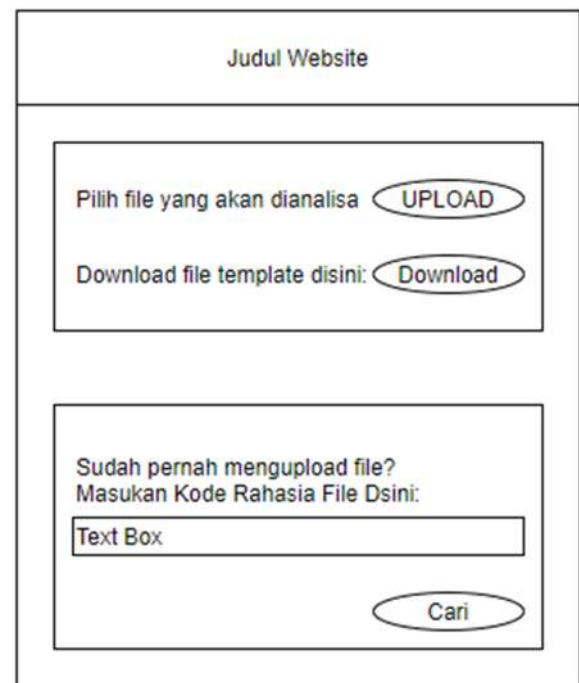 Judul Website
Pilih file yang akan dianalisa UPLOAD
Download file template disini: Download
Sudah pernah mengupload file?
Masukan Kode Rahasia File Dsini:
Text Box
Cari